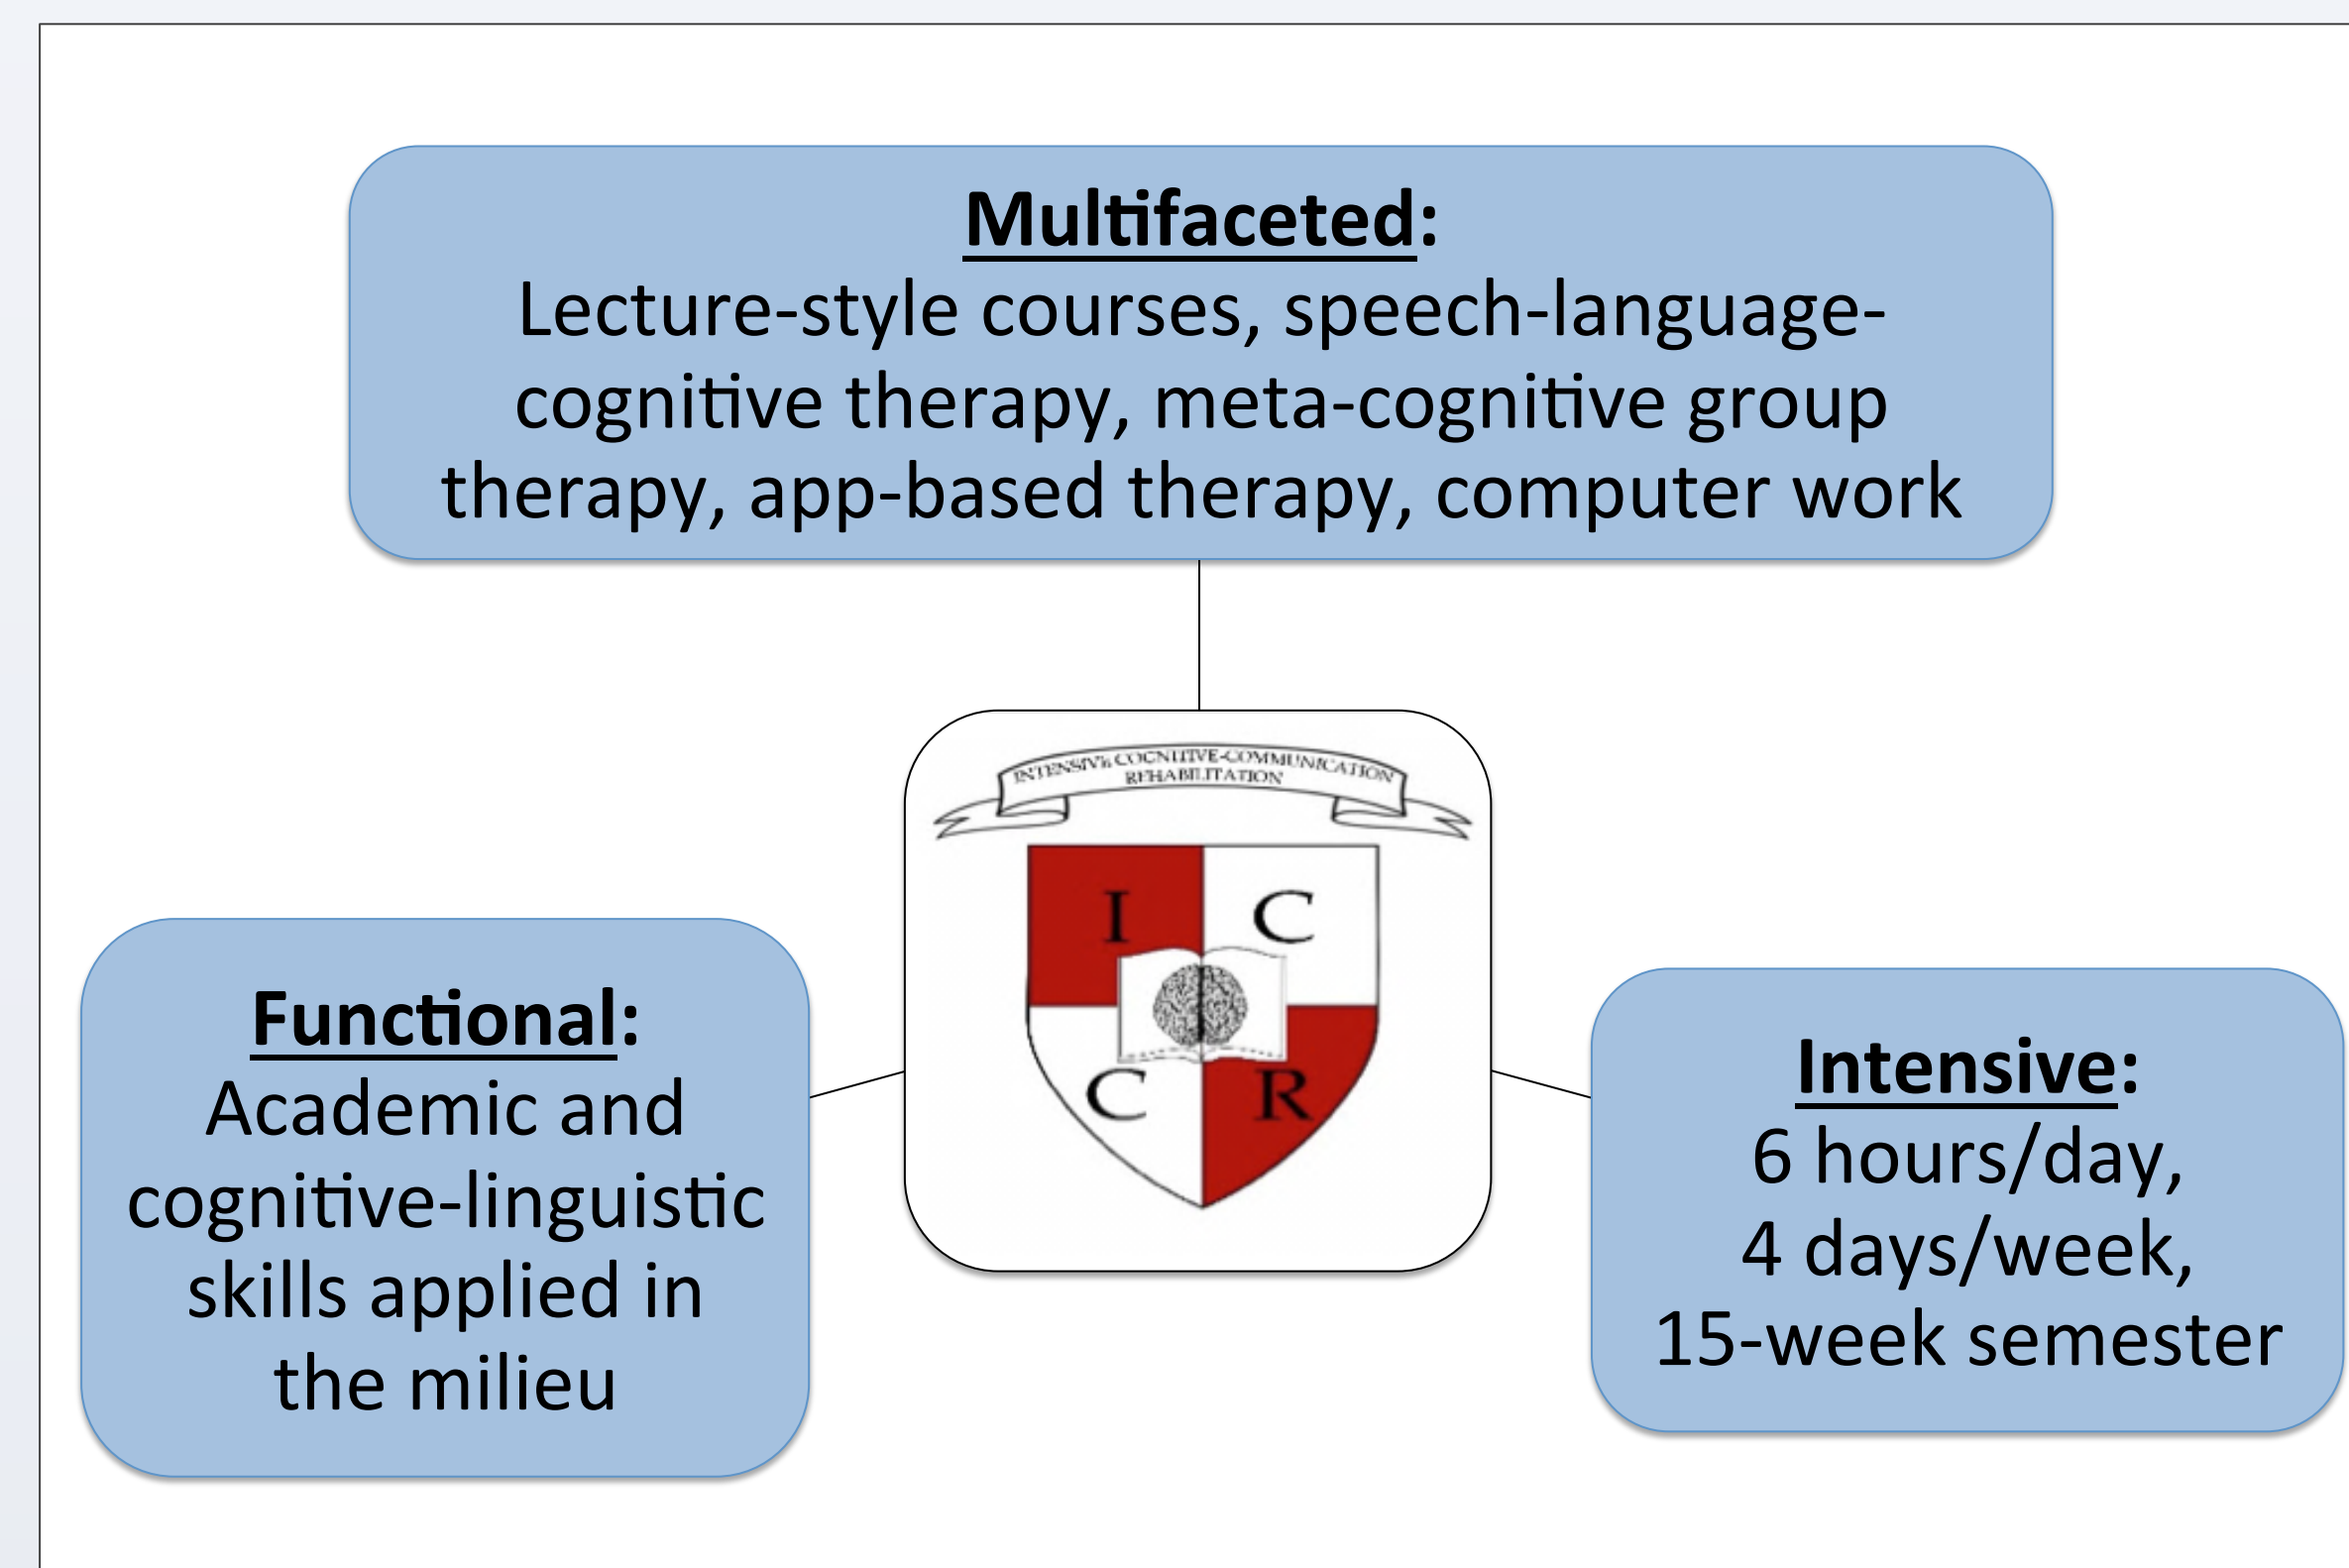 Multifaceted:
Lecture-style courses, speech-language-
cognitive therapy, meta-cognitive group
therapy, app-based therapy, computer work
INTENSIVE COGNITIVE-COMMUNICATION
REHABILITATION
I C
C R
Functional:
Academic and
cognitive-linguistic
skills applied in
the milieu
Intensive:
6 hours/day,
4 days/week,
15-week semester